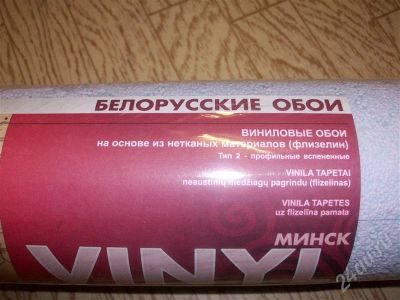 БЕЛОРУССКИЕ ОБОИ
ВИНИЛОВЫЕ ОБОИ
на основе из нетканых материалов (флизелин)
Тип 2 - профильные вспененные
VINILA TAPETAI
neaustinių medžiagų pagrindu (flizelinas)
VINILA TAPETES
uz flizelīna pamata
МИНСК
VINYL